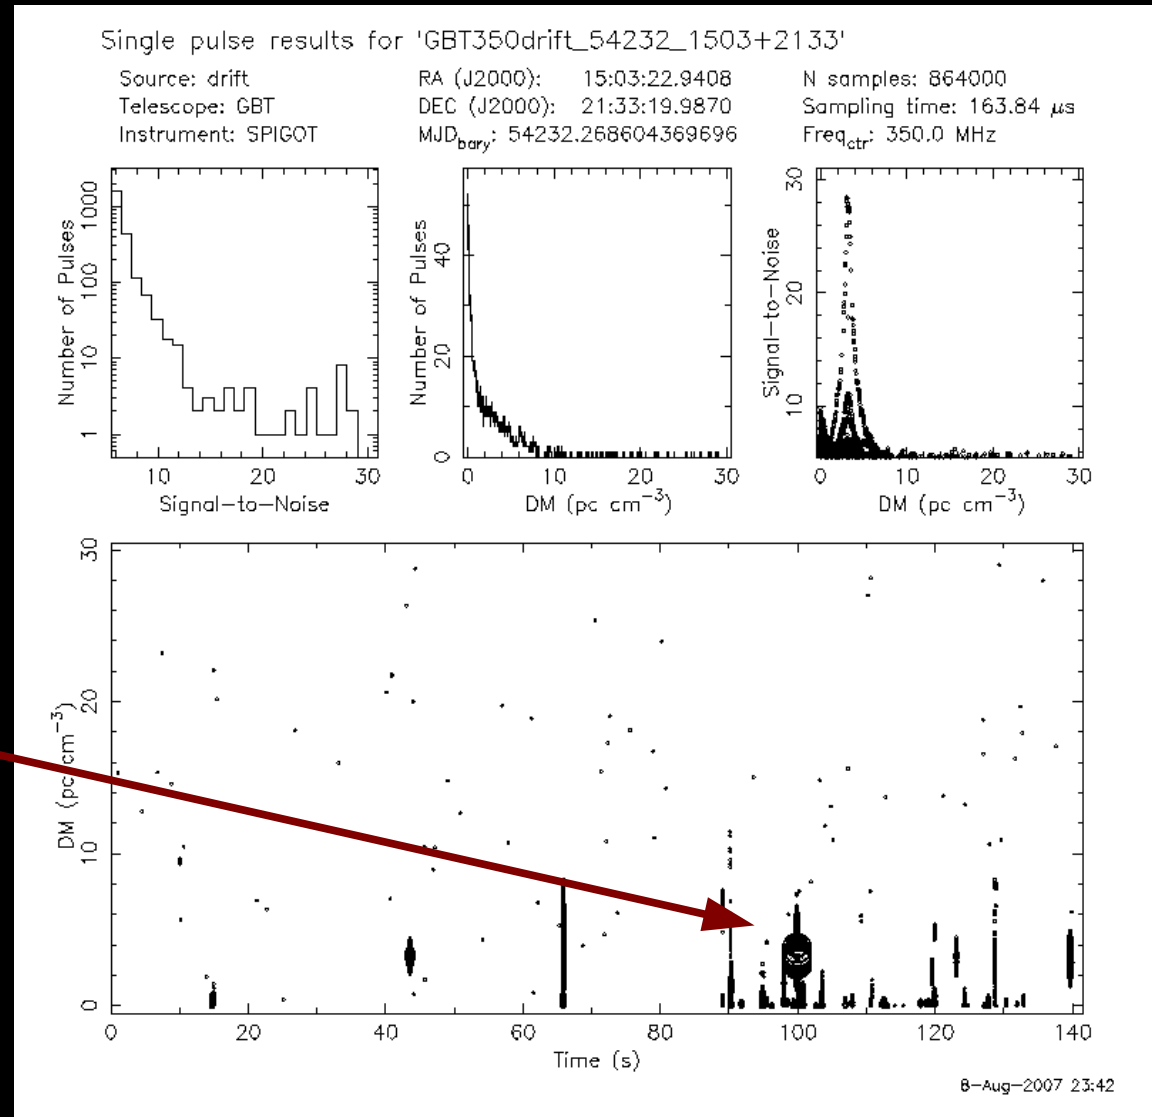 Single pulse results for 'GBT350drift_54232_1503+2133'
Source: drift RA (J2000): 15:03:22.9408 N samples: 864000
Telescope: GBT DEC (J2000): 21:33:19.9870 Sampling time: 163.84 μs
Instrument: SPIGOT MJD_bary: 54232.268604369696 Freq_ctr: 350.0 MHz
Number of Pulses
1 10 100 1000
10 20 30
Signal-to-Noise
Number of Pulses
0 20 40
0 10 20 30
DM (pc cm⁻³)
Signal-to-Noise
10 20 30
0 10 20 30
DM (pc cm⁻³)
DM (pc cm⁻³)
0 10 20 30
0 20 40 60 80 100 120 140
Time (s)
8-Aug-2007 23:42